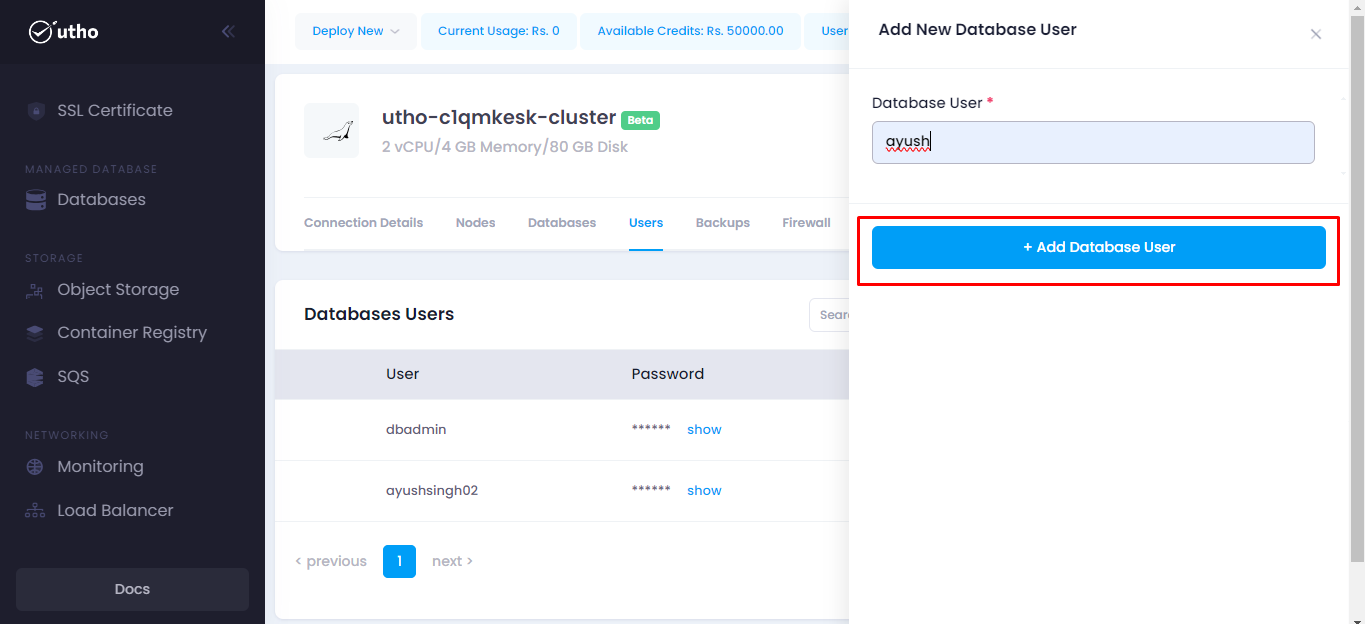 utho
SSL Certificate
MANAGED DATABASE
Databases
STORAGE
Object Storage
Container Registry
SQS
NETWORKING
Monitoring
Load Balancer
Docs
Deploy New
Current Usage: Rs. 0
Available Credits: Rs. 50000.00
User
utho-c1qmkesk-cluster Beta
2 vCPU/4 GB Memory/80 GB Disk
Connection Details Nodes Databases Users Backups Firewall
Databases Users
Sear
User Password
dbadmin ****** show
ayushsingh02 ****** show
< previous 1 next >
Add New Database User
×
Database User *
ayush
+ Add Database User